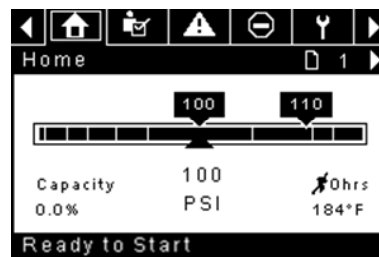 Home 1
100 110
Capacity 100 0hrs
0.0% PSI 184°F
Ready to Start